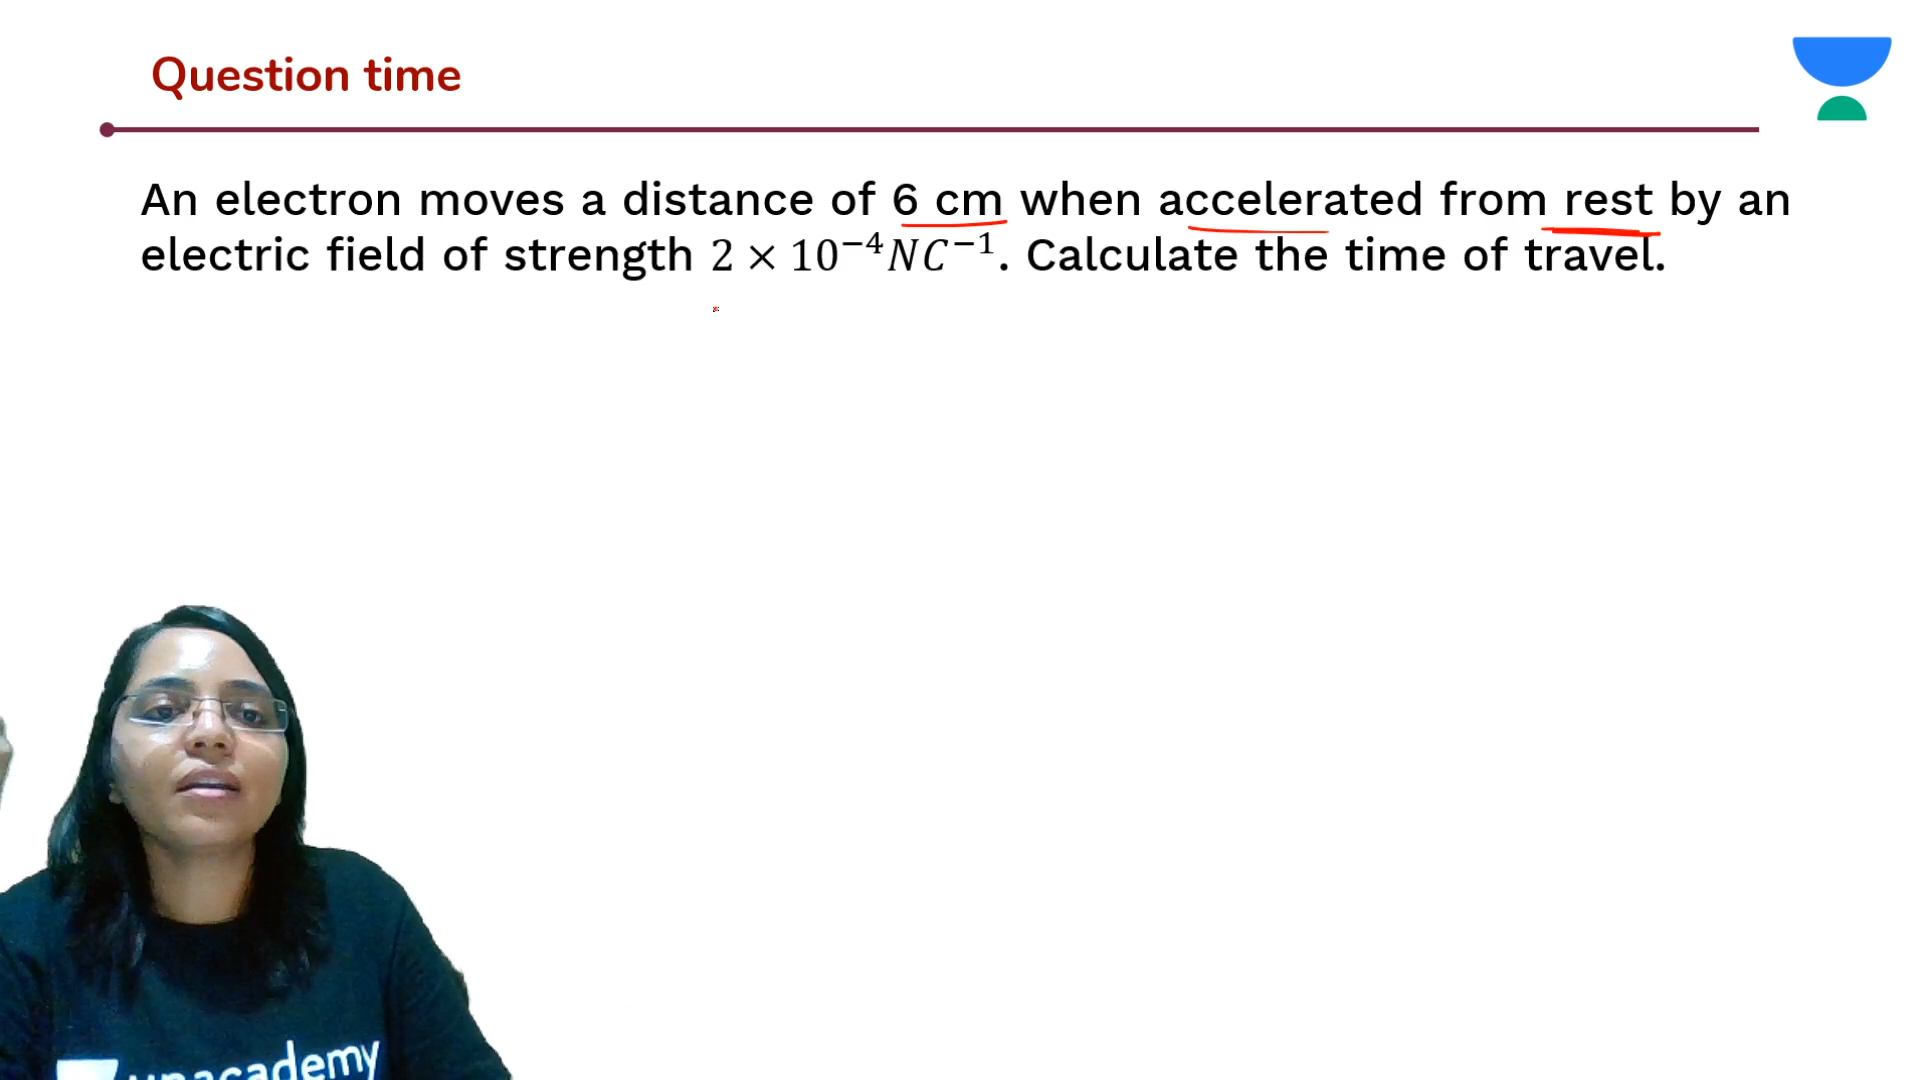 Question time
An electron moves a distance of 6 cm when accelerated from rest by an
electric field of strength 2 × 10⁻⁴NC⁻¹. Calculate the time of travel.
unacademy